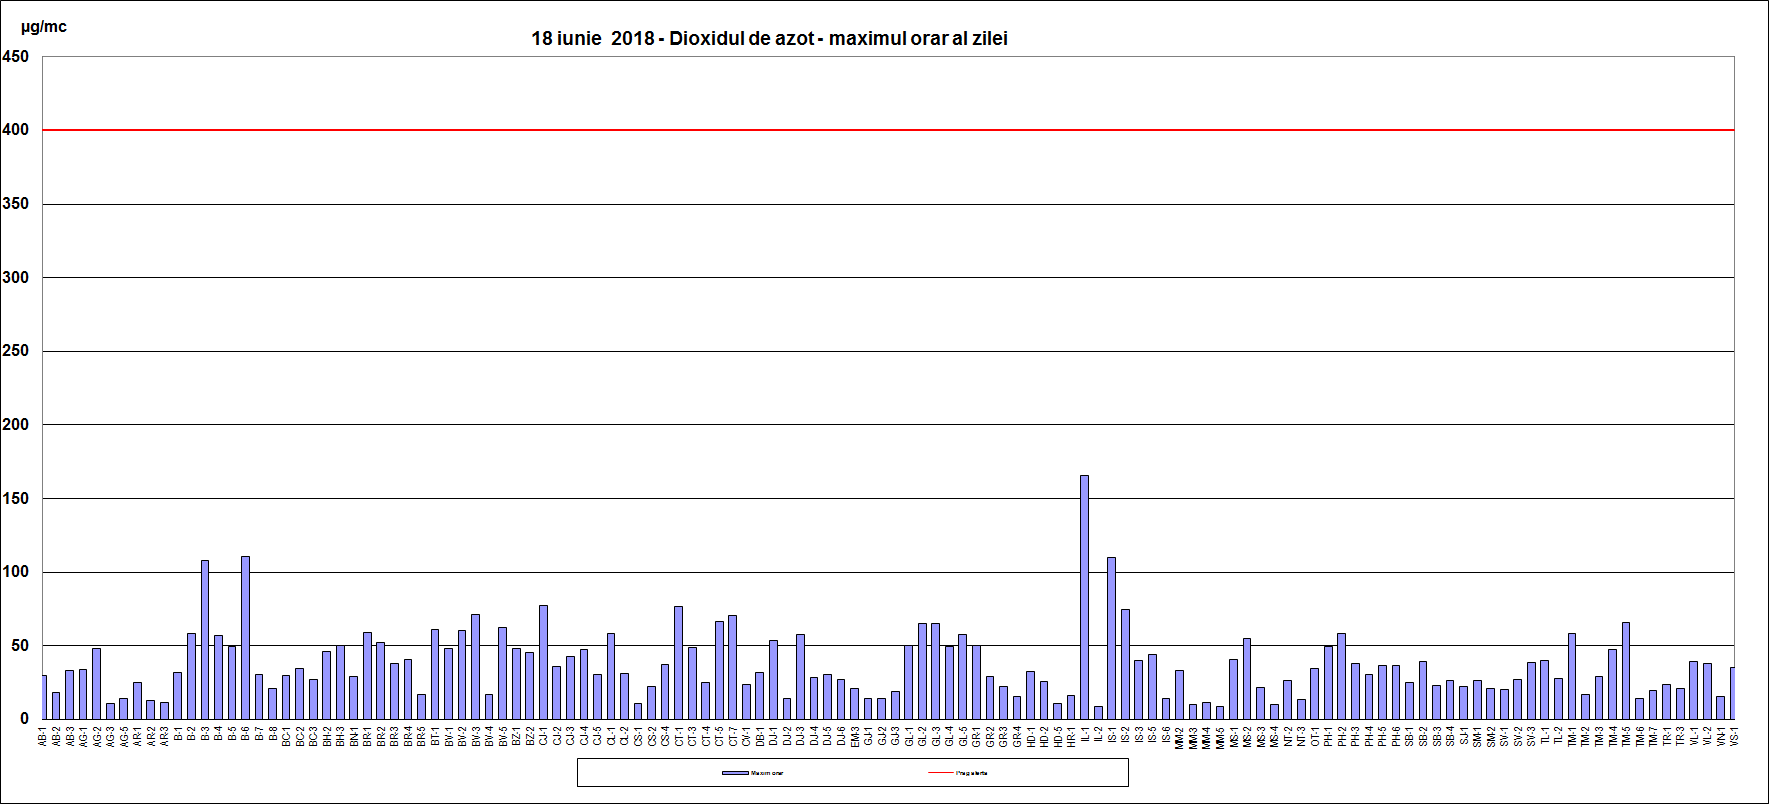 µg/mc
18 iunie 2018 - Dioxidul de azot - maximul orar al zilei
450
400
350
300
250
200
150
100
50
0
AB-1 AB-2 AB-3 AG-1 AG-2 AG-3 AG-5 AR-1 AR-2 AR-3 B-1 B-2 B-3 B-4 B-5 B-6 B-7 B-8 BC-1 BC-2 BC-3 BH-2 BH-3 BN-1 BR-1 BR-2 BR-3 BR-4 BR-5 BT-1 BV-1 BV-2 BV-3 BV-4 BV-5 BZ-1 BZ-2 CJ-1 CJ-2 CJ-3 CJ-4 CJ-5 CL-1 CL-2 CS-1 CS-2 CS-4 CT-1 CT-3 CT-4 CT-5 CT-7 CV-1 DB-1 DJ-1 DJ-2 DJ-3 DJ-4 DJ-5 DJ-6 EM-3 GJ-1 GJ-2 GJ-3 GL-1 GL-2 GL-3 GL-4 GL-5 GR-1 GR-2 GR-3 GR-4 HD-1 HD-2 HD-5 HR-1 IL-1 IL-2 IS-1 IS-2 IS-3 IS-5 IS-6 MM-2 MM-3 MM-4 MM-5 MS-1 MS-2 MS-3 MS-4 NT-2 NT-3 OT-1 PH-1 PH-2 PH-3 PH-4 PH-5 PH-6 SB-1 SB-2 SB-3 SB-4 SJ-1 SM-1 SM-2 SV-1 SV-2 SV-3 TL-1 TL-2 TM-1 TM-2 TM-3 TM-4 TM-5 TM-6 TM-7 TR-1 TR-3 VL-1 VL-2 VN-1 VS-1
Maxim orar Prag alerta